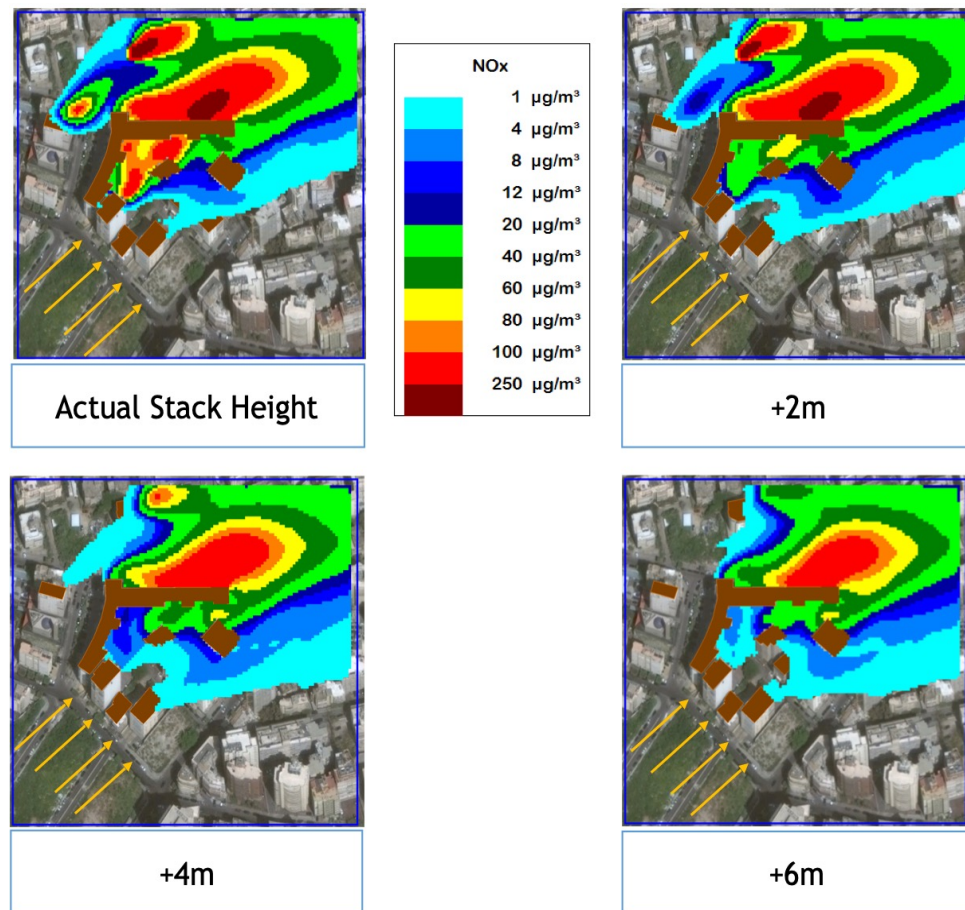 NOx
1 µg/m³
4 µg/m³
8 µg/m³
12 µg/m³
20 µg/m³
40 µg/m³
60 µg/m³
80 µg/m³
100 µg/m³
250 µg/m³
Actual Stack Height
+2m
+4m
+6m